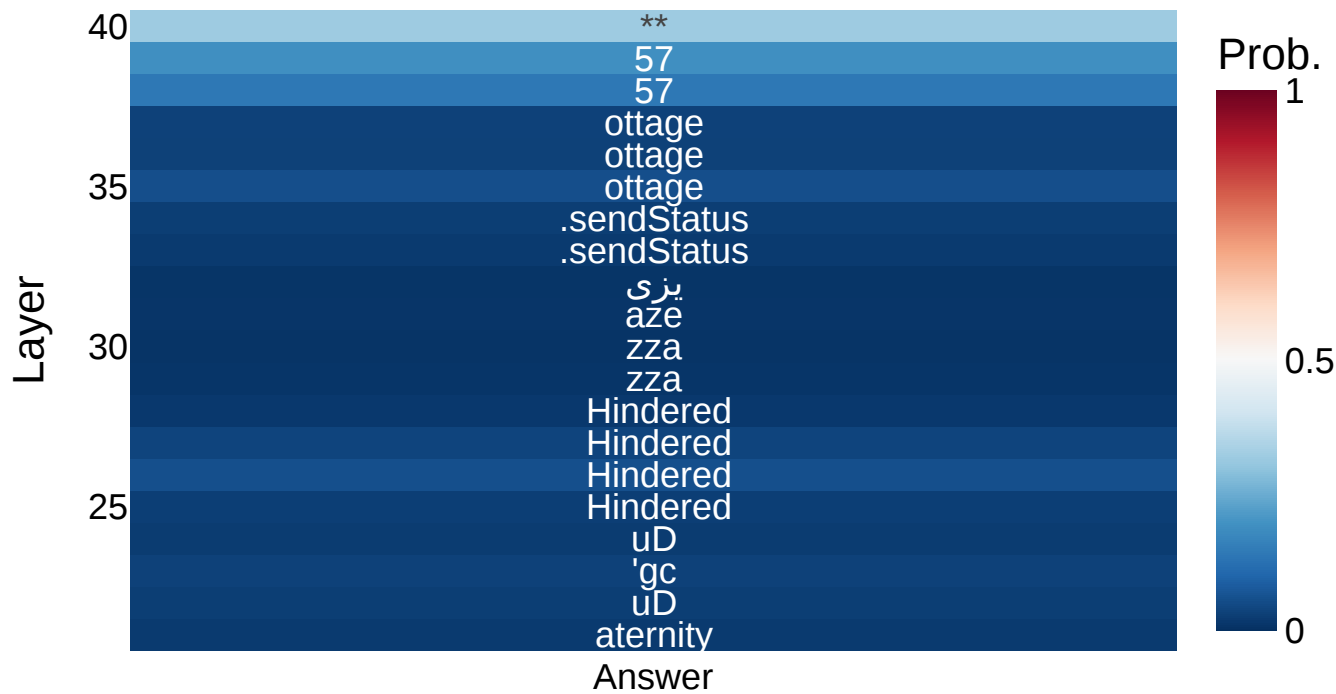 40
**
57
57
ottage
ottage
35
ottage
.sendStatus
.sendStatus
یزی
aze
30
zza
zza
Hindered
Hindered
Hindered
25
Hindered
uD
'gc
uD
aternity
Answer
Layer
Prob.
1
0.5
0